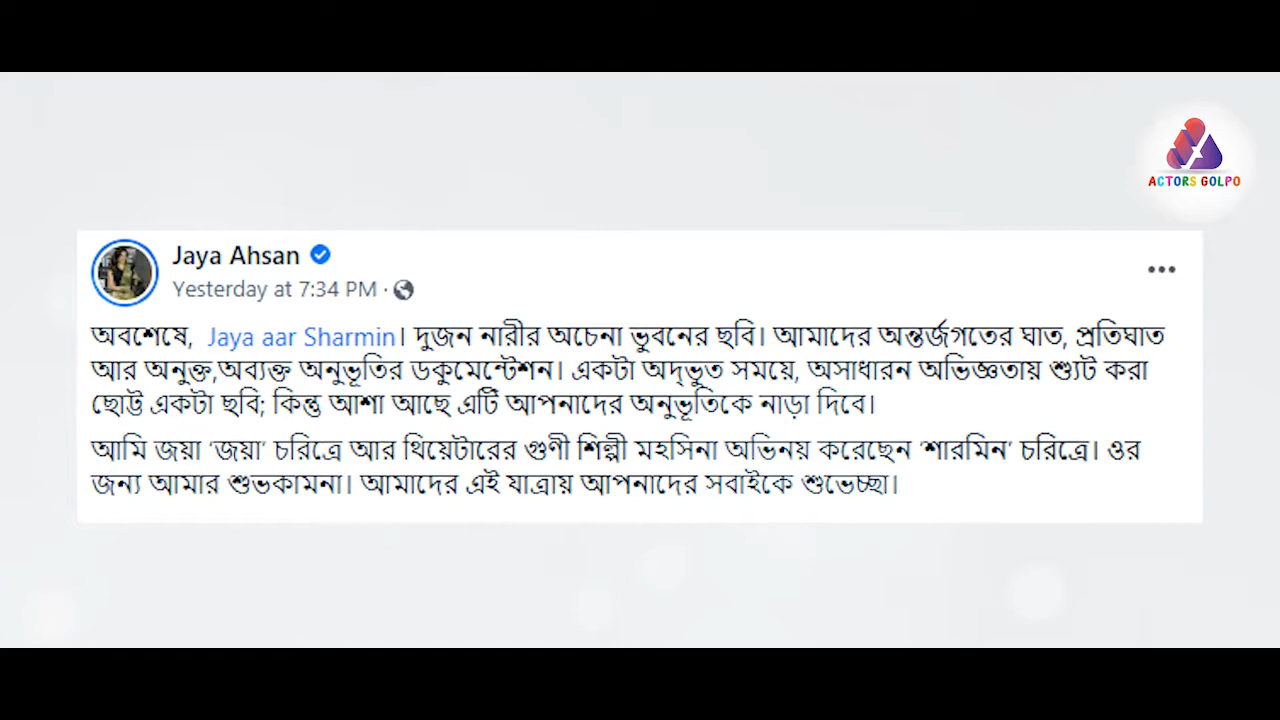 ACTORS GOLPO
Jaya Ahsan
Yesterday at 7:34 PM ·
অবশেষে, Jaya aar Sharmin। দুজন নারীর অচেনা ভুবনের ছবি। আমাদের অন্তর্জগতের ঘাত, প্রতিঘাত
আর অনুক্ত,অব্যক্ত অনুভূতির ডকুমেন্টেশন। একটা অদ্ভুত সময়ে, অসাধারন অভিজ্ঞতায় শ্যুট করা
ছোট্ট একটা ছবি; কিন্তু আশা আছে এটি আপনাদের অনুভূতিকে নাড়া দিবে।
আমি জয়া ‘জয়া’ চরিত্রে আর থিয়েটারের গুণী শিল্পী মহসিনা অভিনয় করেছেন ‘শারমিন’ চরিত্রে। ওর
জন্য আমার শুভকামনা। আমাদের এই যাত্রায় আপনাদের সবাইকে শুভেচ্ছা।